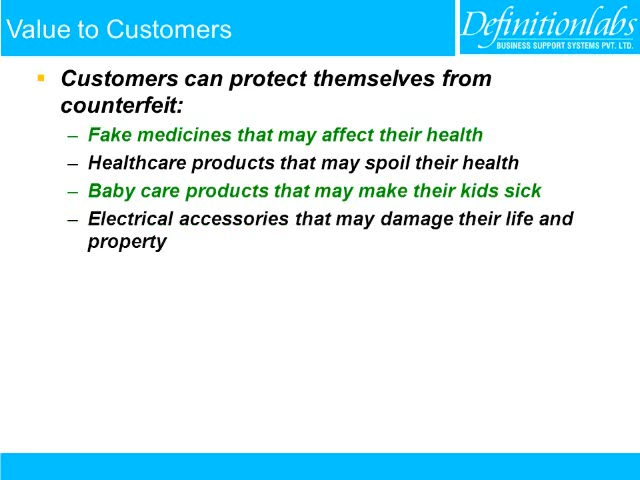 Value to Customers
Definitionlabs
BUSINESS SUPPORT SYSTEMS PVT. LTD.
▪ Customers can protect themselves from
counterfeit:
– Fake medicines that may affect their health
– Healthcare products that may spoil their health
– Baby care products that may make their kids sick
– Electrical accessories that may damage their life and
property